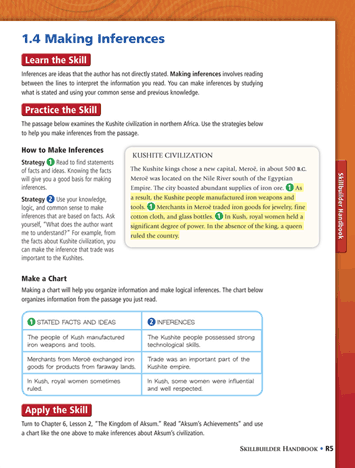 1.4 Making Inferences
Learn the Skill
Inferences are ideas that the author has not directly stated. Making inferences involves reading
between the lines to interpret the information you read. You can make inferences by studying
what is stated and using your common sense and previous knowledge.
Practice the Skill
The passage below examines the Kushite civilization in northern Africa. Use the strategies below
to help you make inferences from the passage.
How to Make Inferences
Strategy 1 Read to find statements
of facts and ideas. Knowing the facts
will give you a good basis for making
inferences.
Strategy 2 Use your knowledge,
logic, and common sense to make
inferences that are based on facts. Ask
yourself, "What does the author want
me to understand?" For example, from
the facts about Kushite civilization, you
can make the inference that trade was
important to the Kushites.
KUSHITE CIVILIZATION
The Kushite kings chose a new capital, Meroë, in about 500 B.C.
Meroë was located on the Nile River south of the Egyptian
Empire. The city boasted abundant supplies of iron ore. 1 As
a result, the Kushite people manufactured iron weapons and
tools. 1 Merchants in Meroë traded iron goods for jewelry, fine
cotton cloth, and glass bottles. 1 In Kush, royal women held a
significant degree of power. In the absence of the king, a queen
ruled the country.
Make a Chart
Making a chart will help you organize information and make logical inferences. The chart below
organizes information from the passage you just read.
1 STATED FACTS AND IDEAS
2 INFERENCES
The people of Kush manufactured
iron weapons and tools.
The Kushite people possessed strong
technological skills.
Merchants from Meroë exchanged iron
goods for products from faraway lands.
Trade was an important part of the
Kushite empire.
In Kush, royal women sometimes
ruled.
In Kush, some women were influential
and well respected.
Apply the Skill
Turn to Chapter 6, Lesson 2, "The Kingdom of Aksum." Read "Aksum's Achievements" and use
a chart like the one above to make inferences about Aksum's civilization.
Skillbuilder Handbook
SKILLBUILDER HANDBOOK • R5